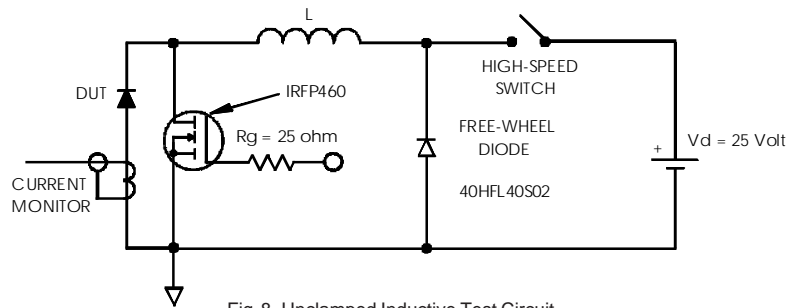 L
HIGH-SPEED
SWITCH
DUT
IRFP460
Rg = 25 ohm
FREE-WHEEL
DIODE
+
Vd = 25 Volt
CURRENT
MONITOR
40HFL40S02
Fig. 8 Unclamped Inductive Test Circuit